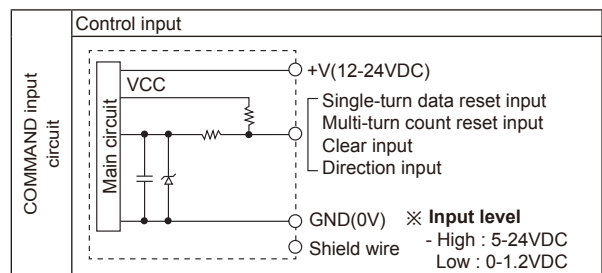 Control input
COMMAND input
circuit
Main circuit
VCC
+V(12-24VDC)
Single-turn data reset input
Multi-turn count reset input
Clear input
Direction input
GND(0V)
Shield wire
※ Input level
- High : 5-24VDC
Low : 0-1.2VDC